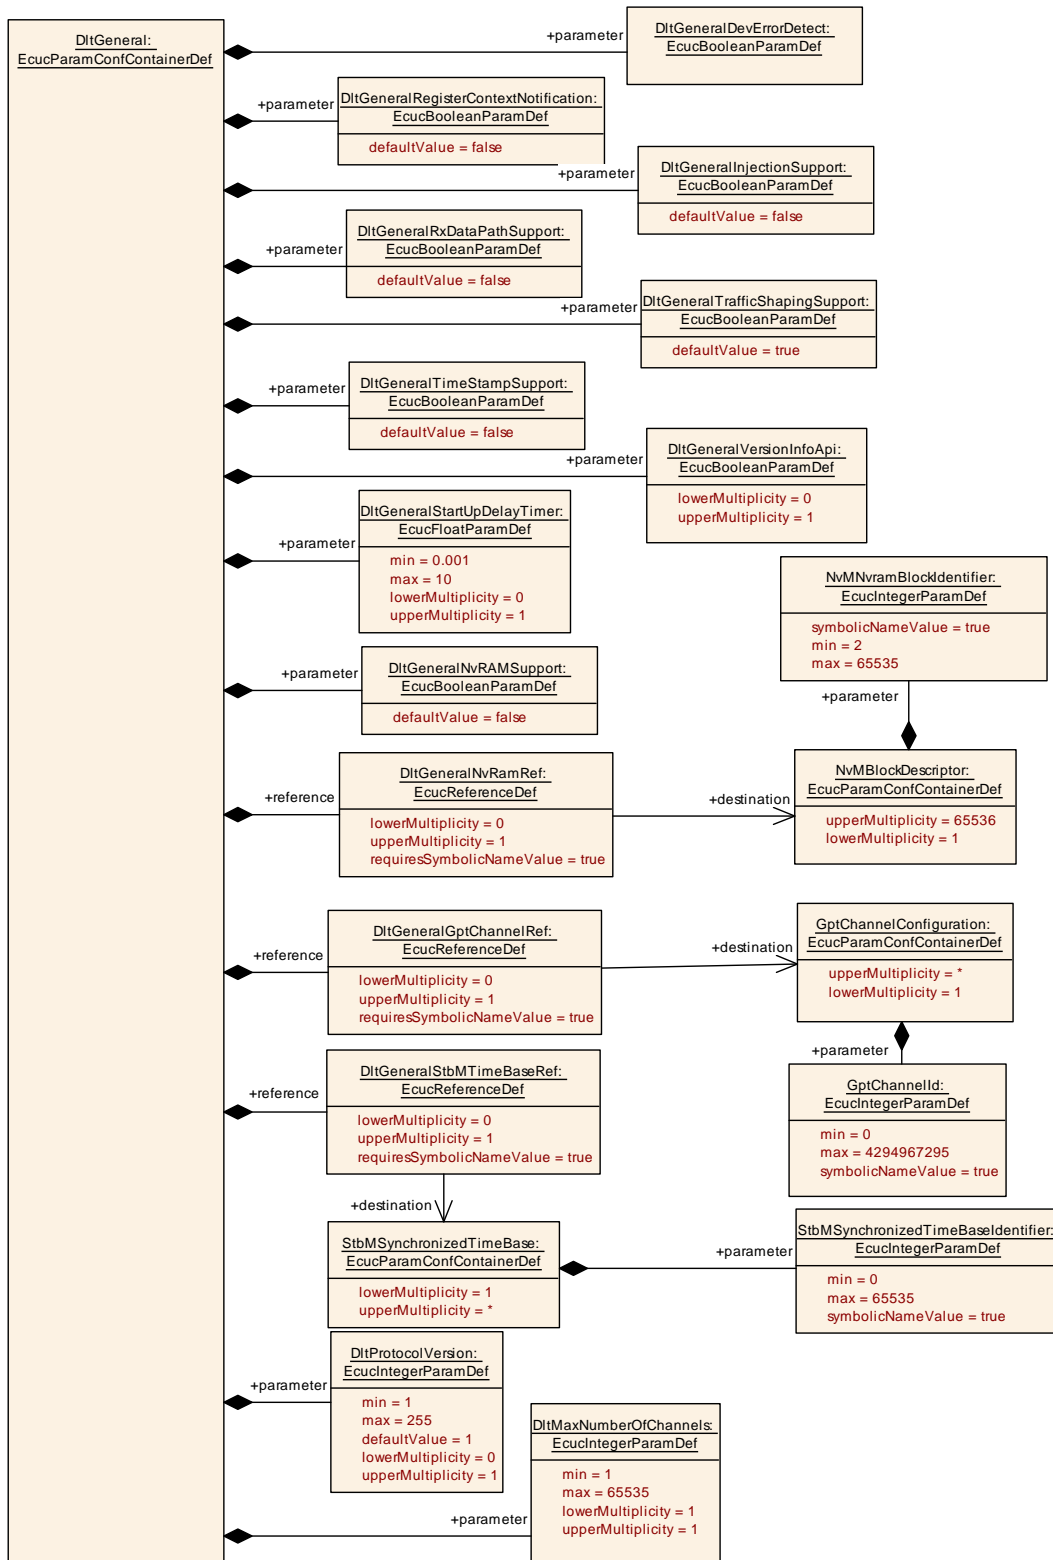 DltGeneral:
EcucParamConfContainerDef
+parameter
DltGeneralDevErrorDetect:
EcucBooleanParamDef
+parameter
DltGeneralRegisterContextNotification:
EcucBooleanParamDef
defaultValue = false
+parameter
DltGeneralInjectionSupport:
EcucBooleanParamDef
defaultValue = false
+parameter
DltGeneralRxDataPathSupport:
EcucBooleanParamDef
defaultValue = false
+parameter
DltGeneralTrafficShapingSupport:
EcucBooleanParamDef
defaultValue = true
+parameter
DltGeneralTimeStampSupport:
EcucBooleanParamDef
defaultValue = false
+parameter
DltGeneralVersionInfoApi:
EcucBooleanParamDef
lowerMultiplicity = 0
upperMultiplicity = 1
+parameter
DltGeneralStartUpDelayTimer:
EcucFloatParamDef
min = 0.001
max = 10
lowerMultiplicity = 0
upperMultiplicity = 1
NvMNvramBlockIdentifier:
EcucIntegerParamDef
symbolicNameValue = true
min = 2
max = 65535
+parameter
+parameter
DltGeneralNvRAMSupport:
EcucBooleanParamDef
defaultValue = false
+reference
DltGeneralNvRamRef:
EcucReferenceDef
lowerMultiplicity = 0
upperMultiplicity = 1
requiresSymbolicNameValue = true
+destination
NvMBlockDescriptor:
EcucParamConfContainerDef
upperMultiplicity = 65536
lowerMultiplicity = 1
+reference
DltGeneralGptChannelRef:
EcucReferenceDef
lowerMultiplicity = 0
upperMultiplicity = 1
requiresSymbolicNameValue = true
+destination
GptChannelConfiguration:
EcucParamConfContainerDef
upperMultiplicity = *
lowerMultiplicity = 1
+parameter
GptChannelId:
EcucIntegerParamDef
min = 0
max = 4294967295
symbolicNameValue = true
+reference
DltGeneralStbMTimeBaseRef:
EcucReferenceDef
lowerMultiplicity = 0
upperMultiplicity = 1
requiresSymbolicNameValue = true
+destination
StbMSynchronizedTimeBase:
EcucParamConfContainerDef
lowerMultiplicity = 1
upperMultiplicity = *
+parameter
StbMSynchronizedTimeBaseIdentifier:
EcucIntegerParamDef
min = 0
max = 65535
symbolicNameValue = true
+parameter
DltProtocolVersion:
EcucIntegerParamDef
min = 1
max = 255
defaultValue = 1
lowerMultiplicity = 0
upperMultiplicity = 1
+parameter
DltMaxNumberOfChannels:
EcucIntegerParamDef
min = 1
max = 65535
lowerMultiplicity = 1
upperMultiplicity = 1